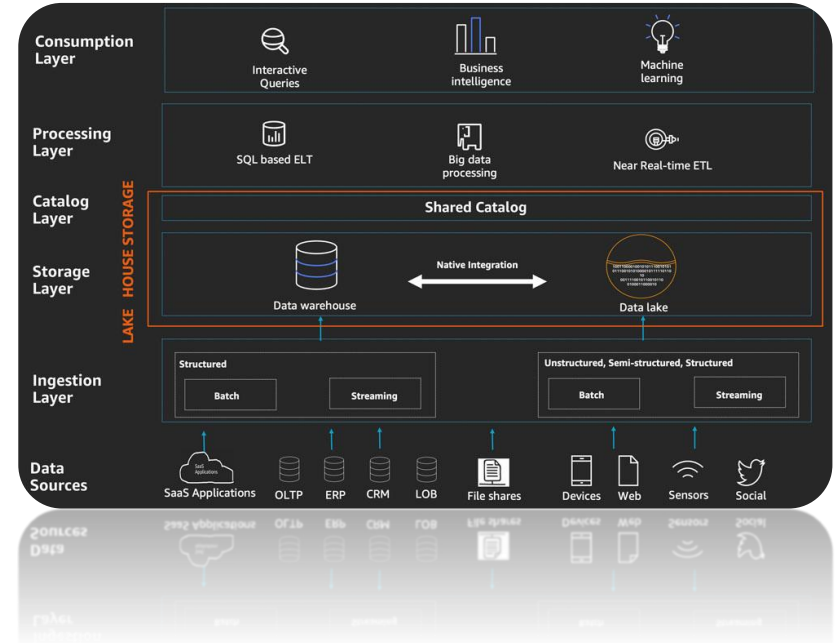 Consumption
Layer
Interactive
Queries
Business
intelligence
Machine
learning
Processing
Layer
SQL based ELT
Big data
processing
Near Real-time ETL
Catalog
Layer
Shared Catalog
LAKE HOUSE STORAGE
Storage
Layer
Data warehouse
Native Integration
Data lake
Ingestion
Layer
Structured
Batch
Streaming
Unstructured, Semi-structured, Structured
Batch
Streaming
Data
Sources
SaaS
Applications
SaaS Applications
OLTP
ERP
CRM
LOB
File shares
Devices
Web
Sensors
Social